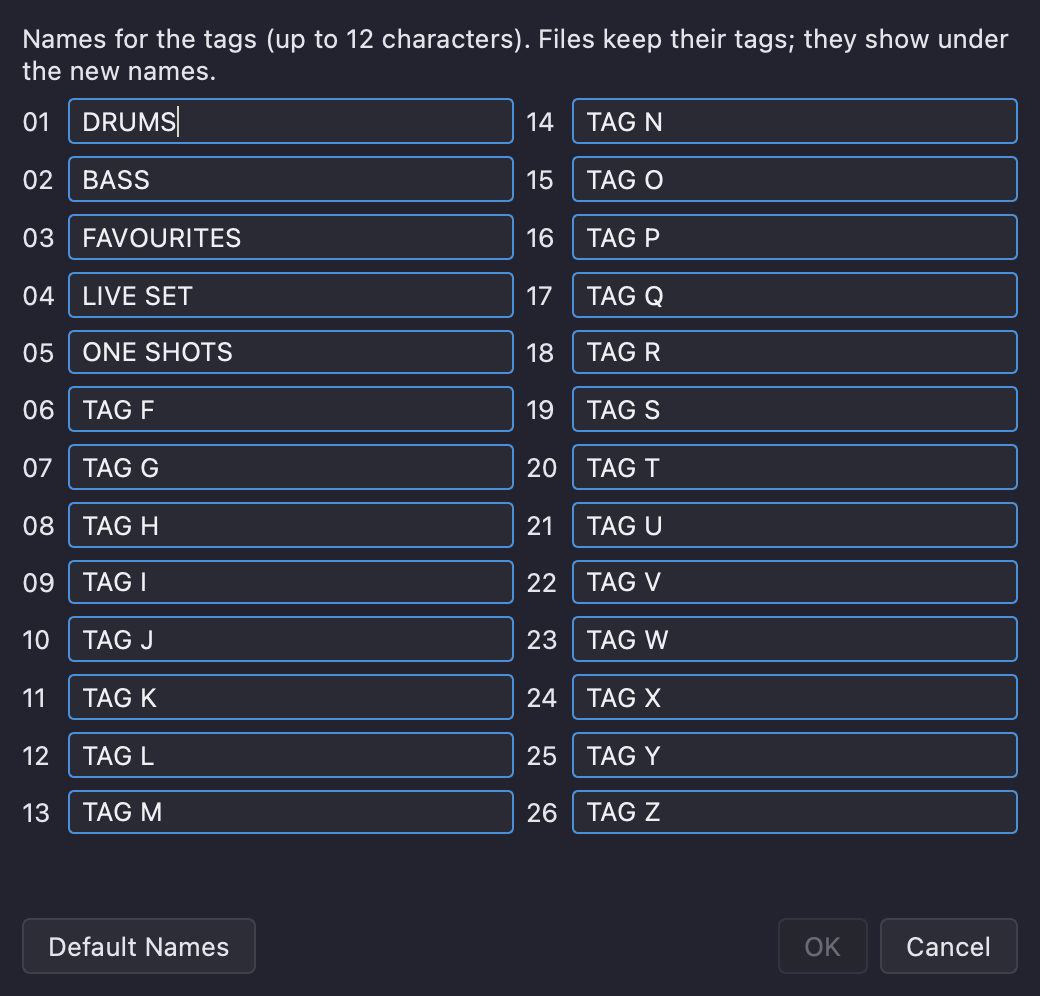 Names for the tags (up to 12 characters). Files keep their tags; they show under
the new names.
01 DRUMS
02 BASS
03 FAVOURITES
04 LIVE SET
05 ONE SHOTS
06 TAG F
07 TAG G
08 TAG H
09 TAG I
10 TAG J
11 TAG K
12 TAG L
13 TAG M
14 TAG N
15 TAG O
16 TAG P
17 TAG Q
18 TAG R
19 TAG S
20 TAG T
21 TAG U
22 TAG V
23 TAG W
24 TAG X
25 TAG Y
26 TAG Z
Default Names
OK
Cancel